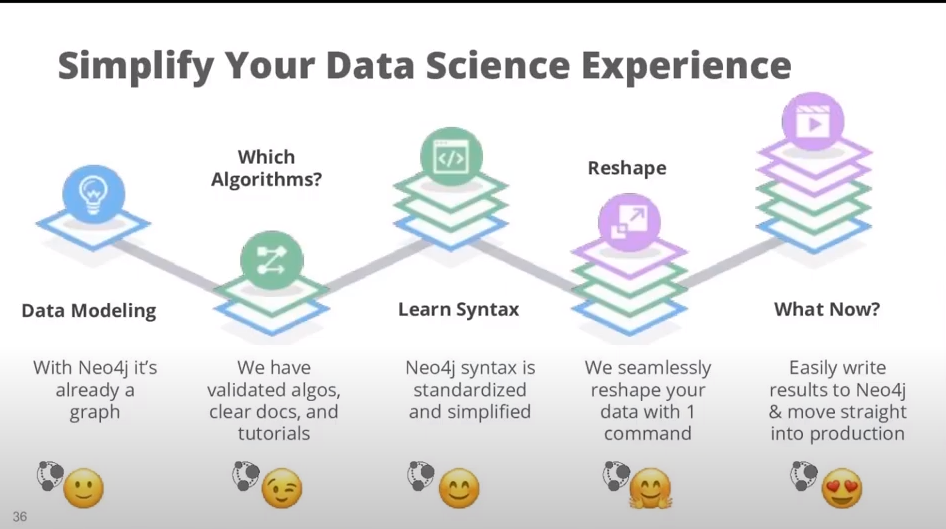 Simplify Your Data Science Experience
Data Modeling
With Neo4j it's
already a
graph
Which
Algorithms?
We have
validated algos,
clear docs, and
tutorials
</>
Learn Syntax
Neo4j syntax is
standardized
and simplified
Reshape
We seamlessly
reshape your
data with 1
command
What Now?
Easily write
results to Neo4j
& move straight
into production
36